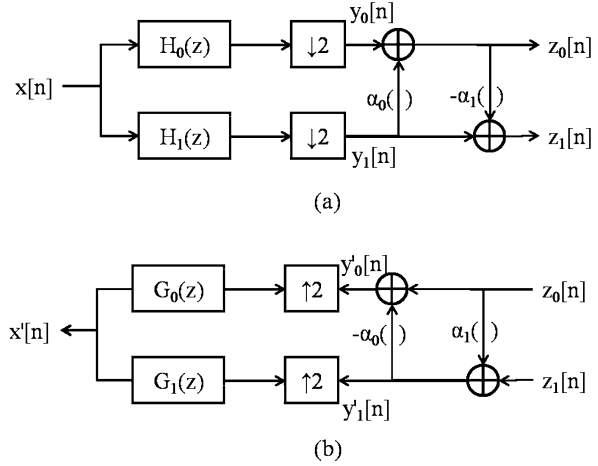 y₀[n]
H₀(z) ↓2 z₀[n]
x[n] α₀( ) -α₁( )
H₁(z) ↓2 z₁[n]
y₁[n]
(a)
y'₀[n]
G₀(z) ↑2 z₀[n]
x'[n] -α₀( ) α₁( )
G₁(z) ↑2 z₁[n]
y'₁[n]
(b)